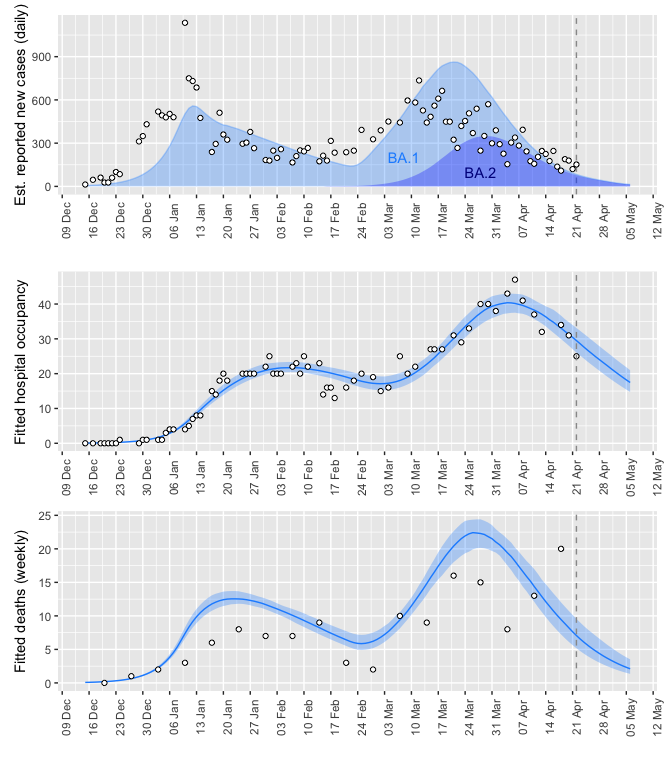 Est. reported new cases (daily)
900
600
300
0
BA.1
BA.2
09 Dec 16 Dec 23 Dec 30 Dec 06 Jan 13 Jan 20 Jan 27 Jan 03 Feb 10 Feb 17 Feb 24 Feb 03 Mar 10 Mar 17 Mar 24 Mar 31 Mar 07 Apr 14 Apr 21 Apr 28 Apr 05 May 12 May
Fitted hospital occupancy
40
30
20
10
0
09 Dec 16 Dec 23 Dec 30 Dec 06 Jan 13 Jan 20 Jan 27 Jan 03 Feb 10 Feb 17 Feb 24 Feb 03 Mar 10 Mar 17 Mar 24 Mar 31 Mar 07 Apr 14 Apr 21 Apr 28 Apr 05 May 12 May
Fitted deaths (weekly)
25
20
15
10
5
0
09 Dec 16 Dec 23 Dec 30 Dec 06 Jan 13 Jan 20 Jan 27 Jan 03 Feb 10 Feb 17 Feb 24 Feb 03 Mar 10 Mar 17 Mar 24 Mar 31 Mar 07 Apr 14 Apr 21 Apr 28 Apr 05 May 12 May